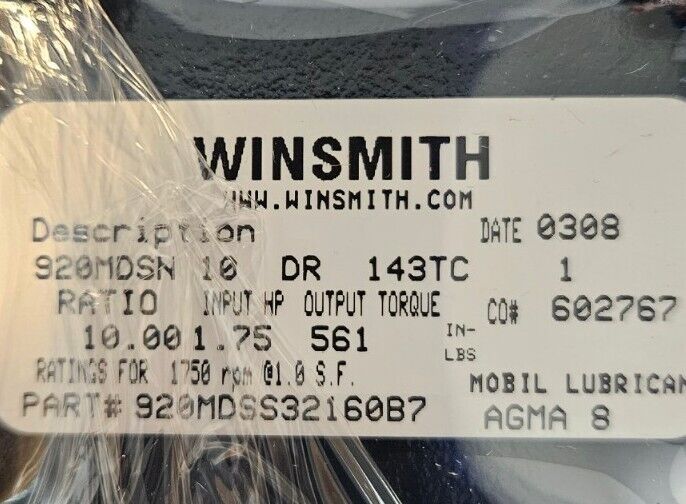 WINSMITH
WWW.WINSMITH.COM
Description DATE 0308
920MDSN 10 DR 143TC 1
RATIO INPUT HP OUTPUT TORQUE CO# 602767
10.00 1.75 561 IN-
LBS
RATINGS FOR 1750 rpm @1.0 S.F. MOBIL LUBRICAN
PART# 920MDSS32160B7 AGMA 8